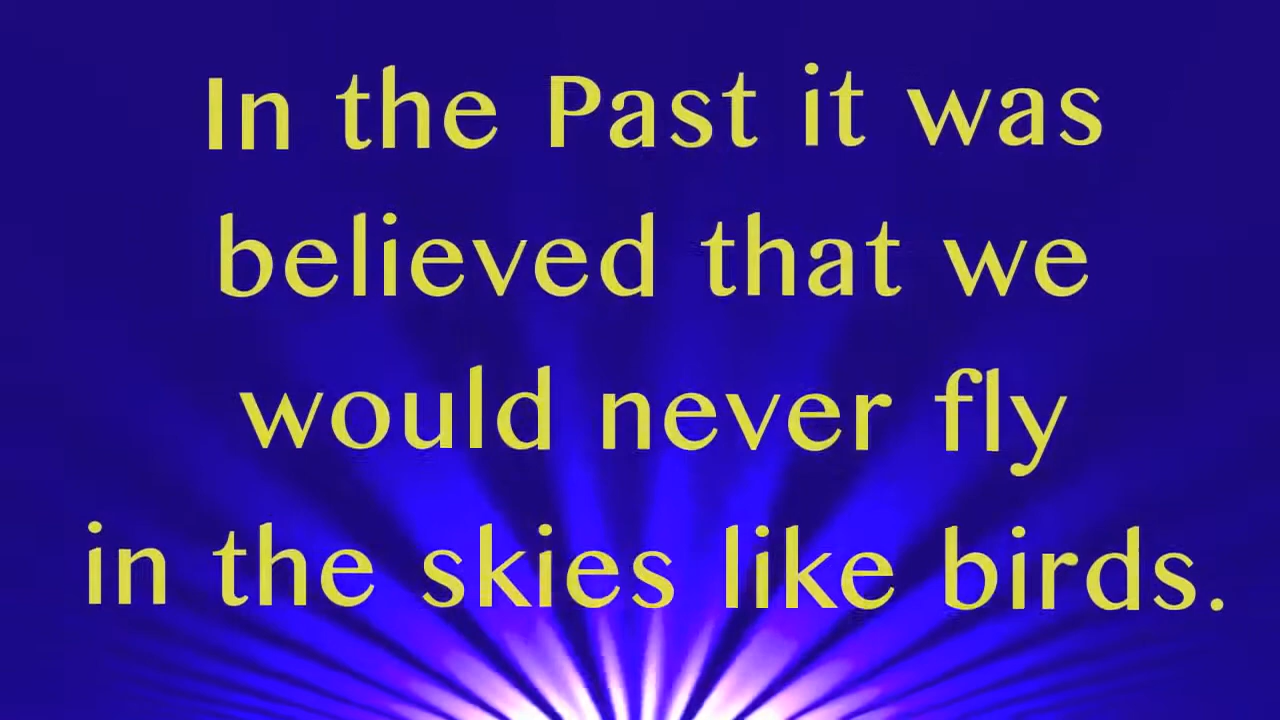 In the Past it was
believed that we
would never fly
in the skies like birds.